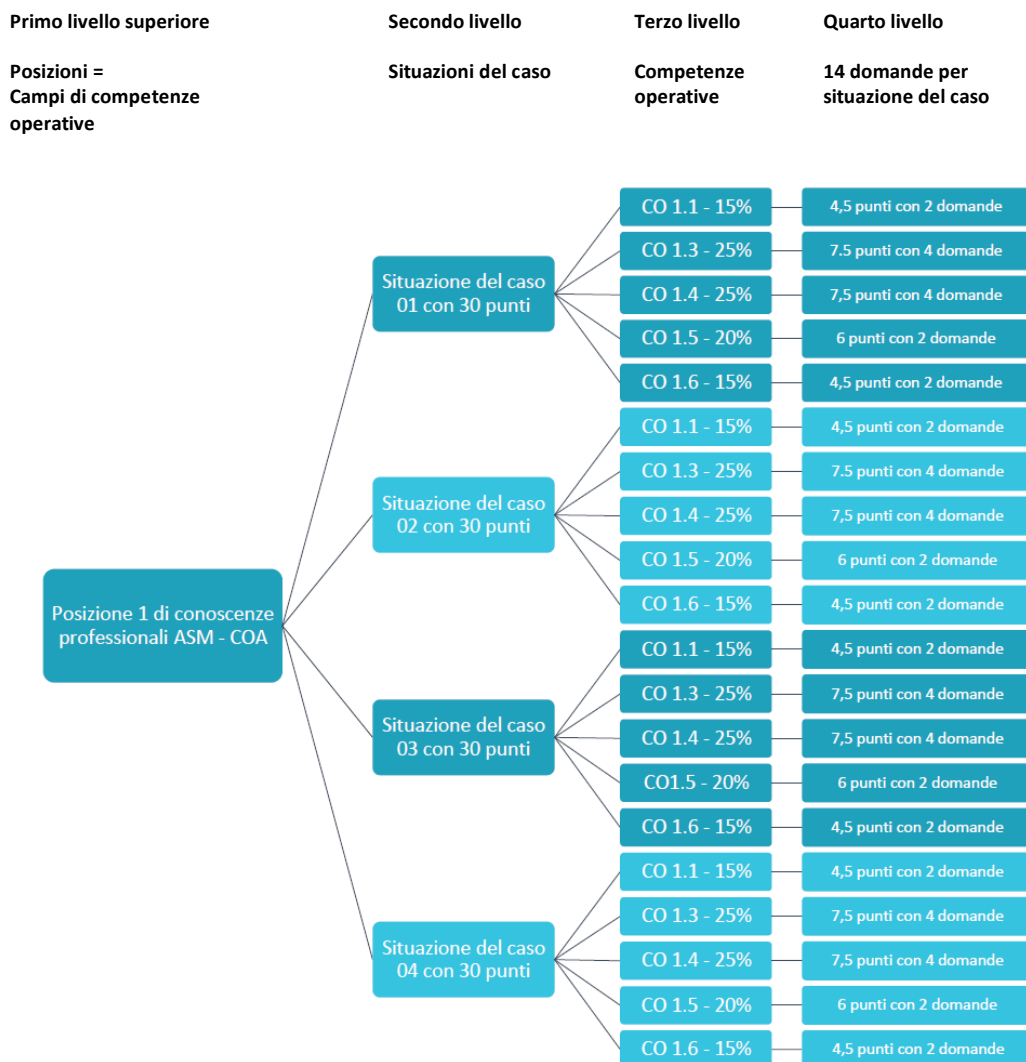 Primo livello superiore
Secondo livello
Terzo livello
Quarto livello
Posizioni =
Campi di competenze
operative
Situazioni del caso
Competenze
operative
14 domande per
situazione del caso
Posizione 1 di conoscenze
professionali ASM - COA
Situazione del caso
01 con 30 punti
CO 1.1 - 15%
4,5 punti con 2 domande
CO 1.3 - 25%
7.5 punti con 4 domande
CO 1.4 - 25%
7,5 punti con 4 domande
CO 1.5 - 20%
6 punti con 2 domande
CO 1.6 - 15%
4,5 punti con 2 domande
Situazione del caso
02 con 30 punti
CO 1.1 - 15%
4,5 punti con 2 domande
CO 1.3 - 25%
7.5 punti con 4 domande
CO 1.4 - 25%
7,5 punti con 4 domande
CO 1.5 - 20%
6 punti con 2 domande
CO 1.6 - 15%
4,5 punti con 2 domande
Situazione del caso
03 con 30 punti
CO 1.1 - 15%
4,5 punti con 2 domande
CO 1.3 - 25%
7,5 punti con 4 domande
CO 1.4 - 25%
7,5 punti con 4 domande
CO1.5 - 20%
6 punti con 2 domande
CO 1.6 - 15%
4,5 punti con 2 domande
Situazione del caso
04 con 30 punti
CO 1.1 - 15%
4,5 punti con 2 domande
CO 1.3 - 25%
7,5 punti con 4 domande
CO 1.4 - 25%
7,5 punti con 4 domande
CO 1.5 - 20%
6 punti con 2 domande
CO 1.6 - 15%
4,5 punti con 2 domande